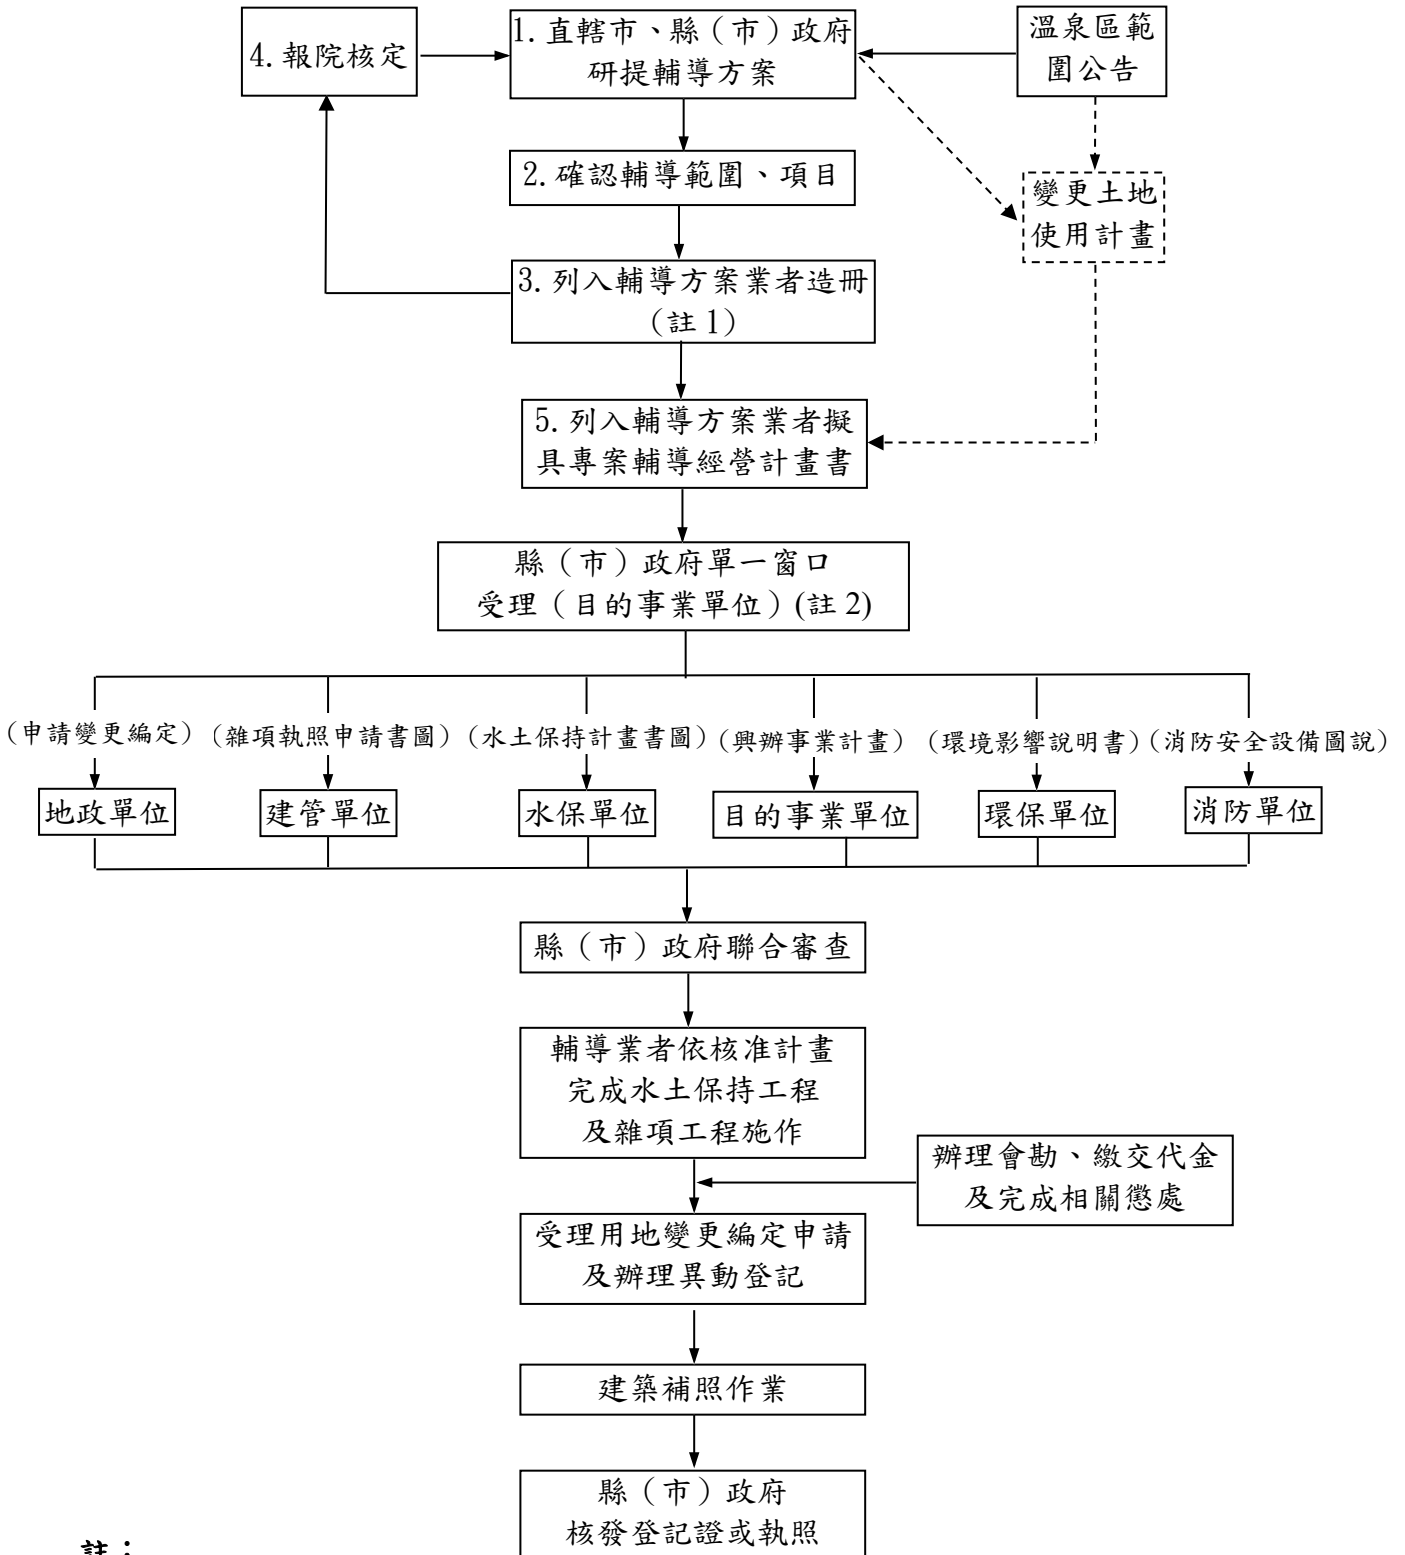 4.報院核定
1.直轄市、縣（市）政府
研提輔導方案
溫泉區範
圍公告
2.確認輔導範圍、項目
變更土地
使用計畫
3.列入輔導方案業者造冊
（註1）
5.列入輔導方案業者擬
具專案輔導經營計畫書
縣（市）政府單一窗口
受理（目的事業單位）(註 2)
（申請變更編定）
（雜項執照申請書圖）
（水土保持計畫書圖）
（興辦事業計畫）
（環境影響說明書）
（消防安全設備圖說）
地政單位
建管單位
水保單位
目的事業單位
環保單位
消防單位
縣（市）政府聯合審查
輔導業者依核准計畫
完成水土保持工程
及雜項工程施作
辦理會勘、繳交代金
及完成相關懲處
受理用地變更編定申請
及辦理異動登記
建築補照作業
縣（市）政府
核發登記證或執照
註：